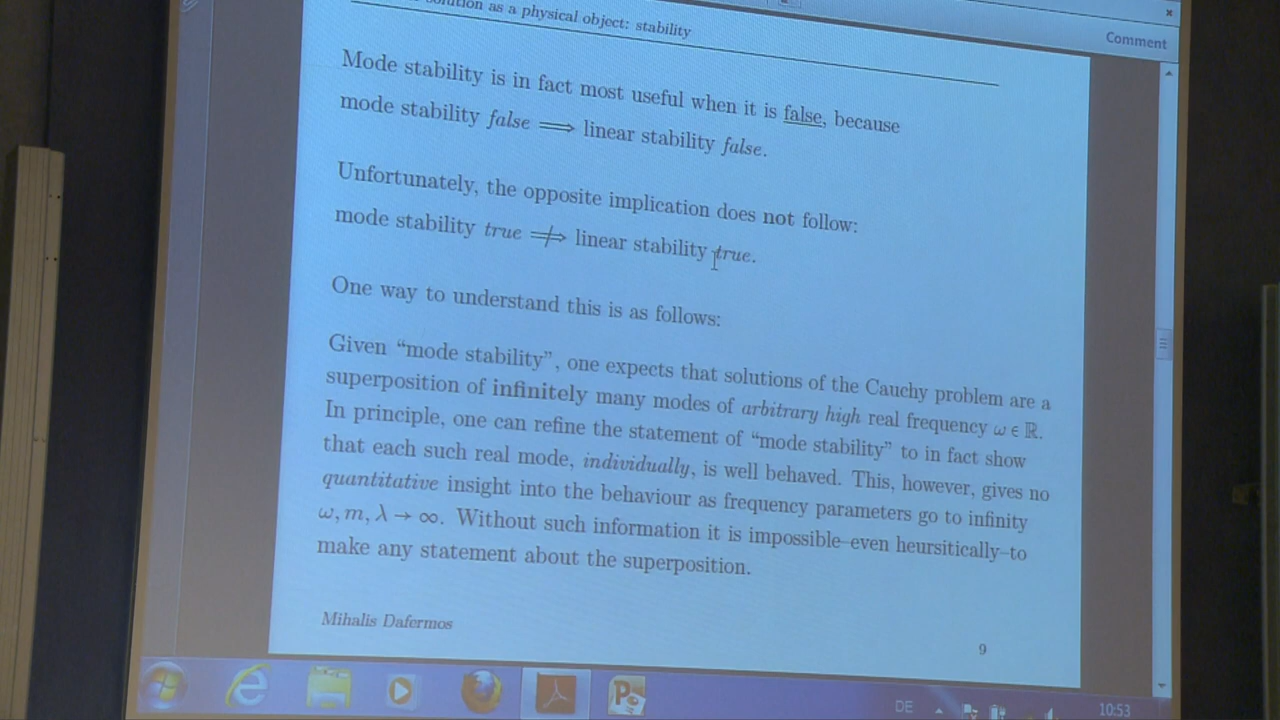 solution as a physical object: stability
Comment
Mode stability is in fact most useful when it is false, because
mode stability false ⟹ linear stability false.
Unfortunately, the opposite implication does not follow:
mode stability true ⇏ linear stability true.
One way to understand this is as follows:
Given “mode stability”, one expects that solutions of the Cauchy problem are a
superposition of infinitely many modes of arbitrary high real frequency ω ∈ ℝ.
In principle, one can refine the statement of “mode stability” to in fact show
that each such real mode, individually, is well behaved. This, however, gives no
quantitative insight into the behaviour as frequency parameters go to infinity
ω, m, λ → ∞. Without such information it is impossible–even heursitically–to
make any statement about the superposition.
Mihalis Dafermos
9
DE
10:53